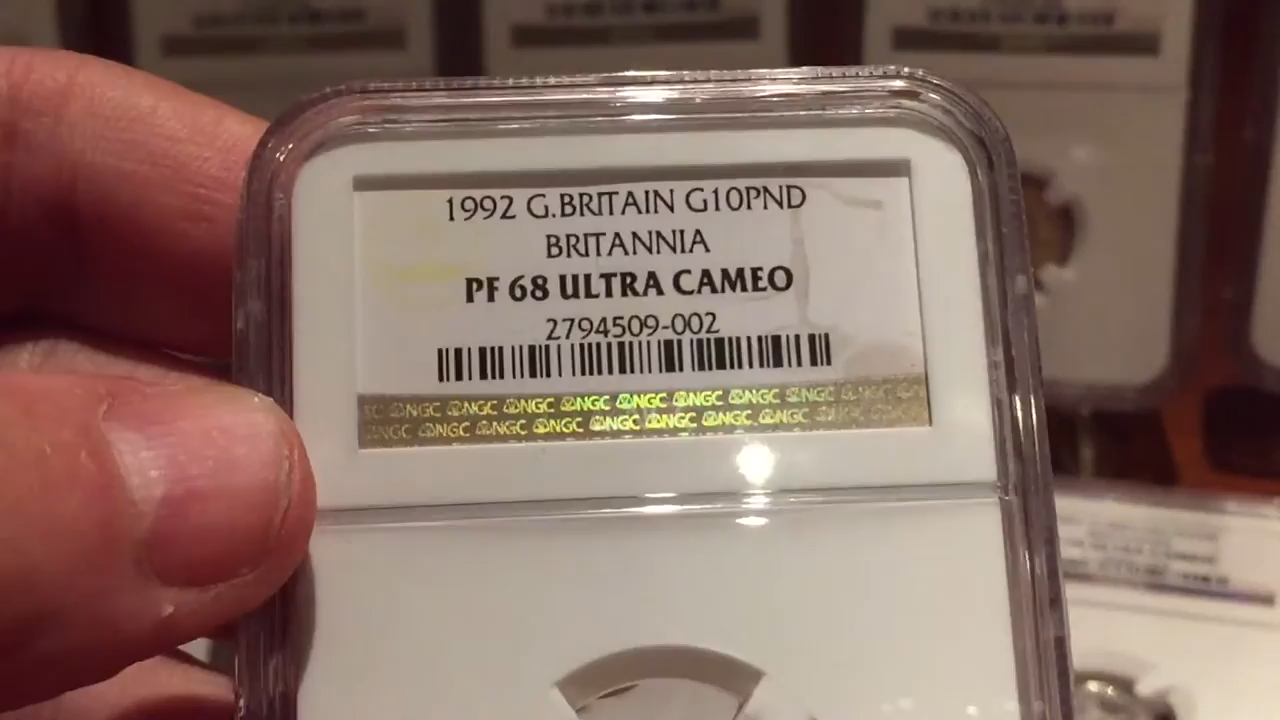 1992 G.BRITAIN G10PND
BRITANNIA
PF 68 ULTRA CAMEO
2794509-002
NGC NGC NGC NGC NGC NGC NGC NGC NGC
NGC NGC NGC NGC NGC NGC NGC NGC